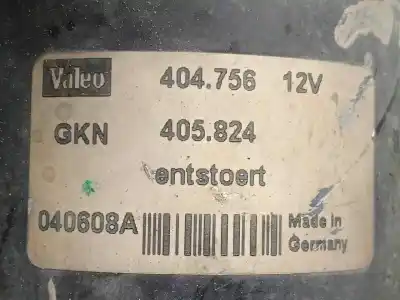 Valeo 404.756 12V
GKN 405.824
entstoert
040608A Made in
Germany